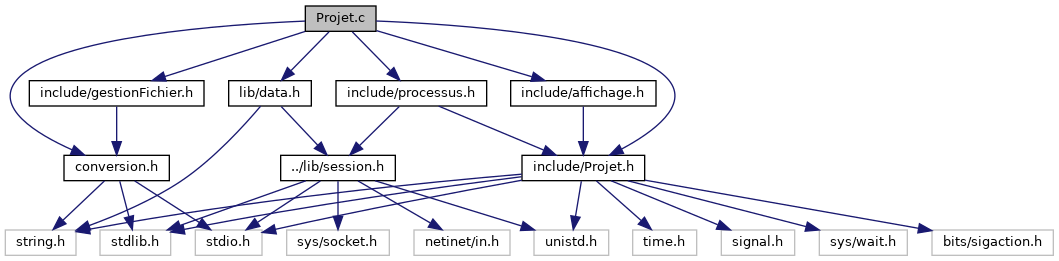 Projet.c
include/gestionFichier.h
lib/data.h
include/processus.h
include/affichage.h
conversion.h
../lib/session.h
include/Projet.h
string.h
stdlib.h
stdio.h
sys/socket.h
netinet/in.h
unistd.h
time.h
signal.h
sys/wait.h
bits/sigaction.h